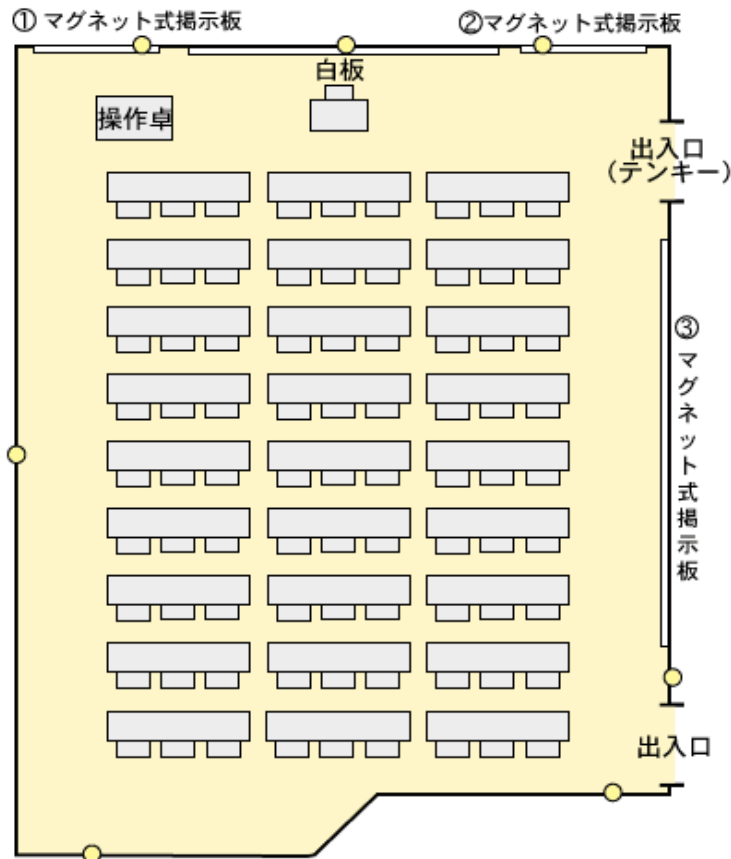 ① マグネット式掲示板
②マグネット式掲示板
白板
操作卓
出入口
(テンキー)
③マグネット式掲示板
出入口